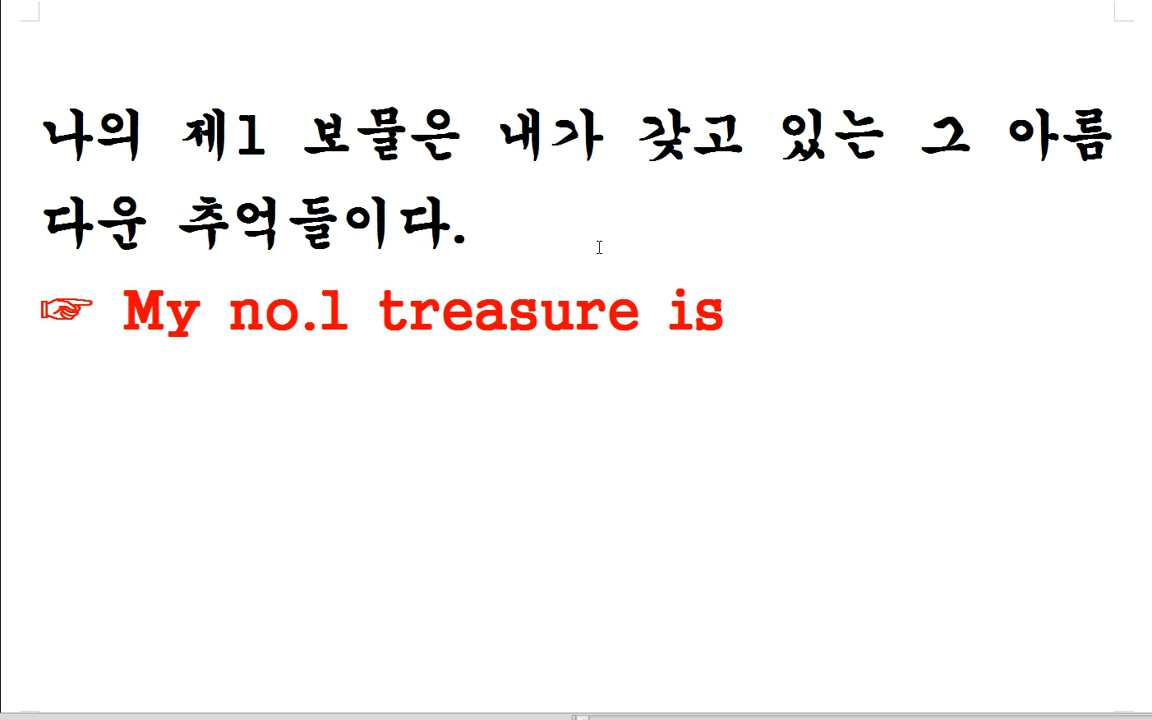 나의 제1 보물은 내가 갖고 있는 그 아름
다운 추억들이다.
☞ My no.1 treasure is